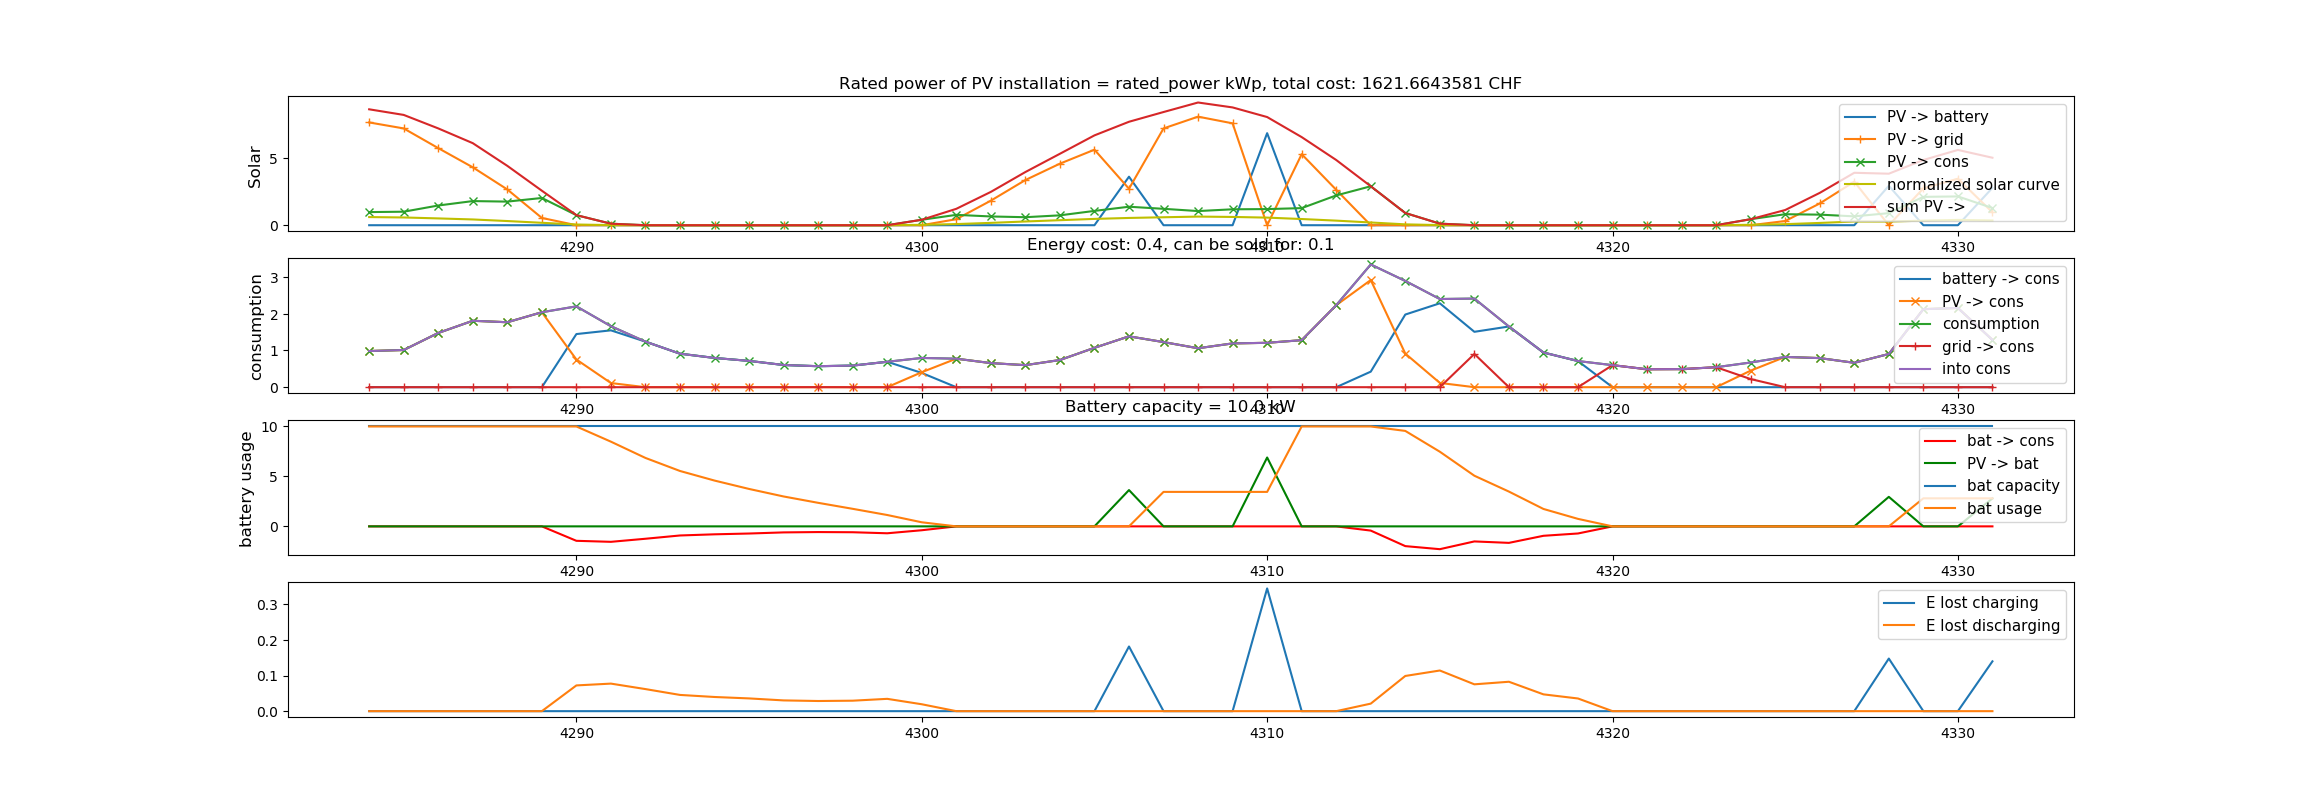 Rated power of PV installation = rated_power kWp, total cost: 1621.6643581 CHF
Solar
5
0
PV -> battery
PV -> grid
PV -> cons
normalized solar curve
sum PV ->
4290 4300 4310 4320 4330
Energy cost: 0.4, can be sold for: 0.1
consumption
3
2
1
0
battery -> cons
PV -> cons
consumption
grid -> cons
into cons
4290 4300 4310 4320 4330
Battery capacity = 10.0 kW
battery usage
10
5
0
bat -> cons
PV -> bat
bat capacity
bat usage
4290 4300 4310 4320 4330
0.3
0.2
0.1
0.0
E lost charging
E lost discharging
4290 4300 4310 4320 4330